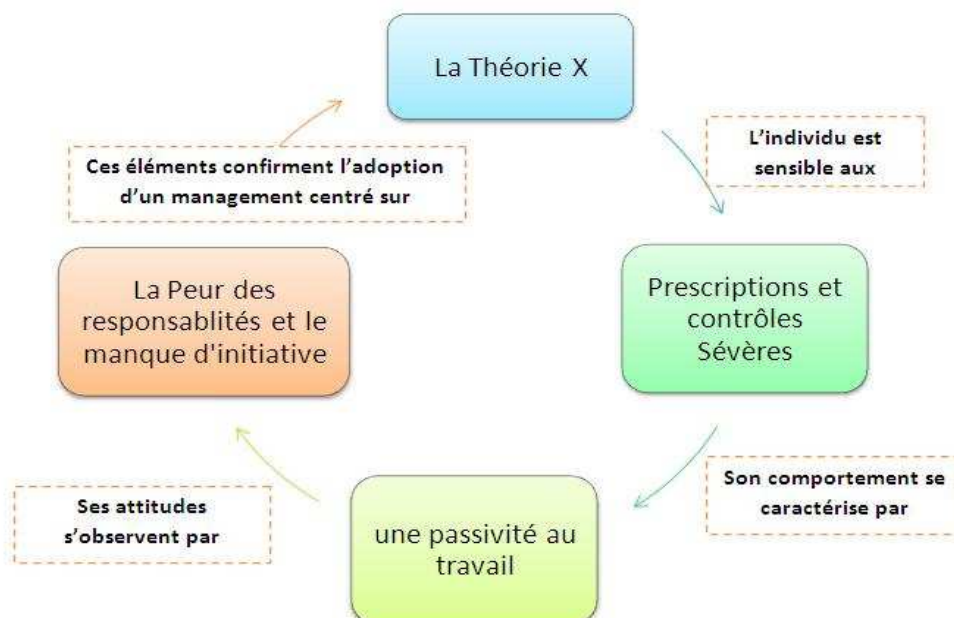 La Théorie X
L'individu est
sensible aux
Prescriptions et
contrôles
Sévères
Son comportement se
caractérise par
une passivité au
travail
Ses attitudes
s'observent par
La Peur des
responsablités et le
manque d'initiative
Ces éléments confirment l'adoption
d'un management centré sur